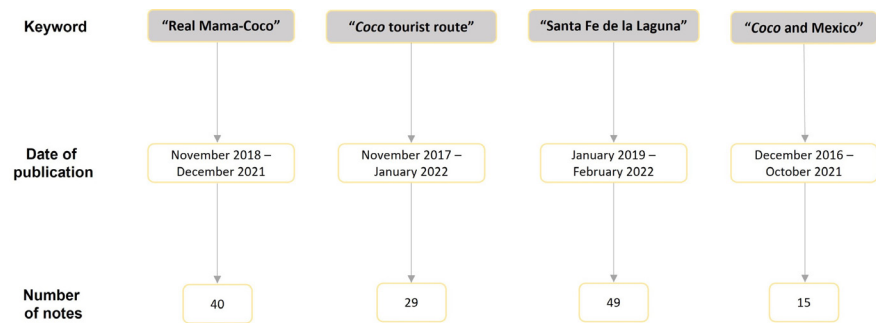 Keyword
“Real Mama-Coco”
“Coco tourist route”
“Santa Fe de la Laguna”
“Coco and Mexico”
Date of
publication
November 2018 –
December 2021
November 2017 –
January 2022
January 2019 –
February 2022
December 2016 –
October 2021
Number
of notes
40
29
49
15